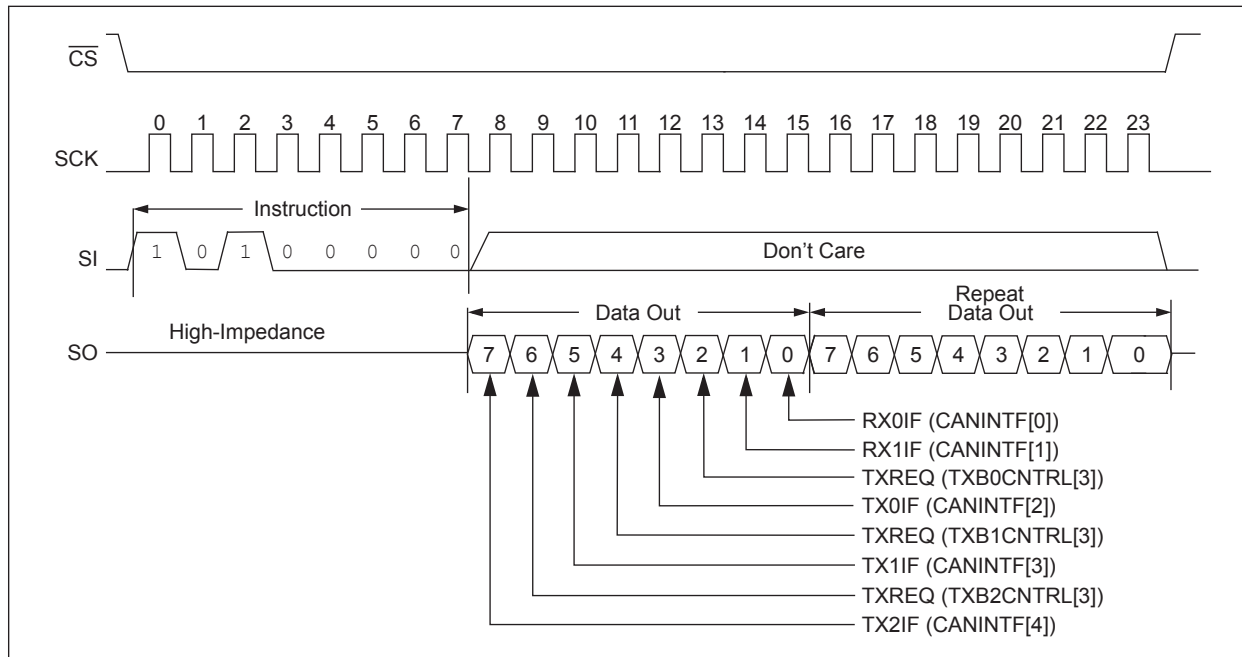 CS
0 1 2 3 4 5 6 7 8 9 10 11 12 13 14 15 16 17 18 19 20 21 22 23
SCK
Instruction
SI
1 0 1 0 0 0 0 0
Don't Care
Repeat
Data Out
Data Out
High-Impedance
SO
7 6 5 4 3 2 1 0 7 6 5 4 3 2 1 0
RX0IF (CANINTF[0])
RX1IF (CANINTF[1])
TXREQ (TXB0CNTRL[3])
TX0IF (CANINTF[2])
TXREQ (TXB1CNTRL[3])
TX1IF (CANINTF[3])
TXREQ (TXB2CNTRL[3])
TX2IF (CANINTF[4])